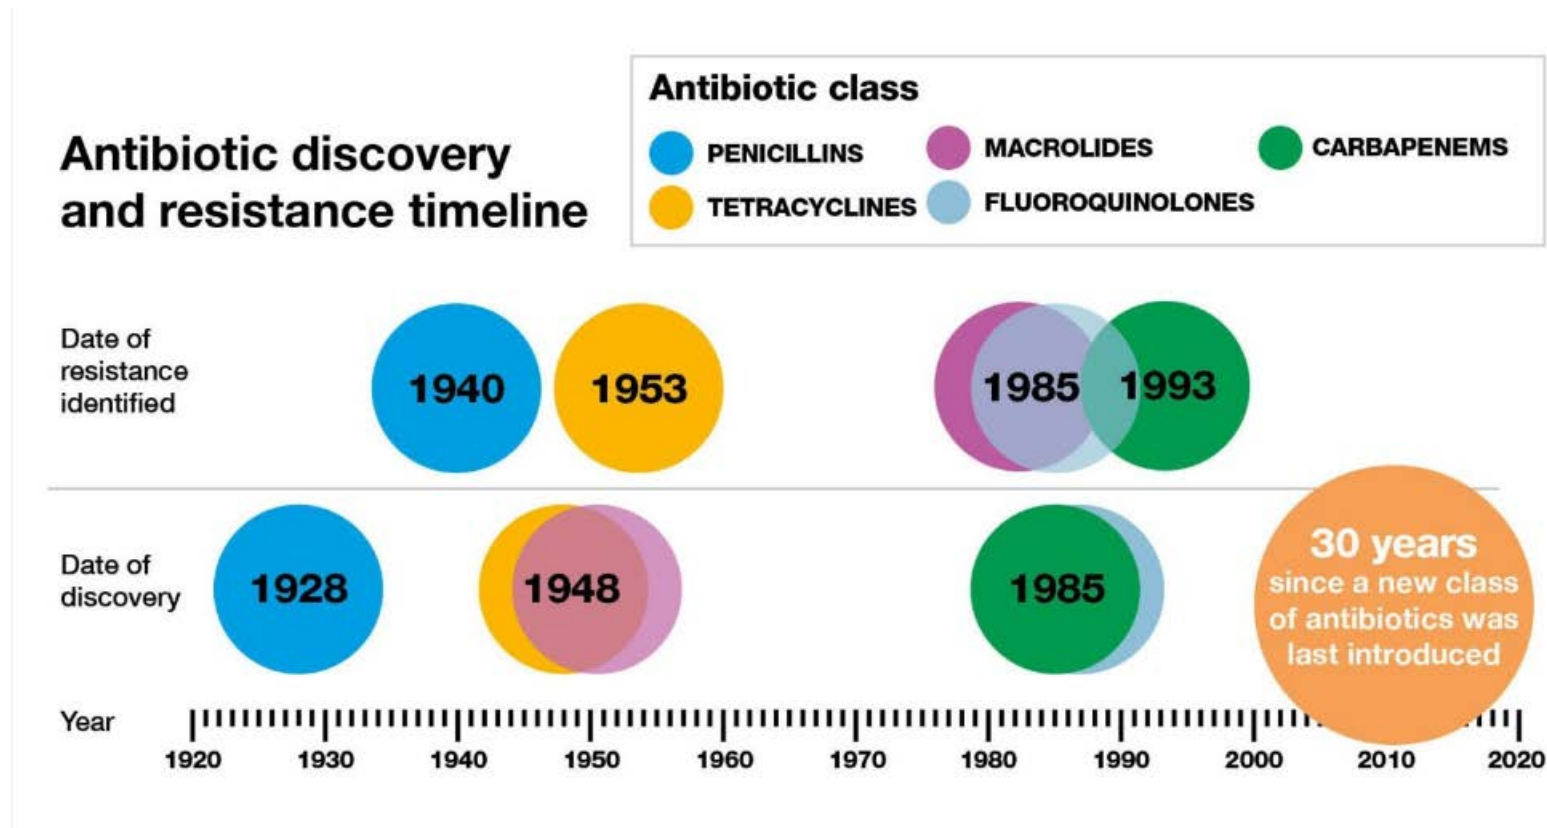 Antibiotic discovery
and resistance timeline
Antibiotic class
PENICILLINS
MACROLIDES
CARBAPENEMS
TETRACYCLINES
FLUOROQUINOLONES
Date of
resistance
identified
1940
1953
1985
1993
Date of
discovery
1928
1948
1985
30 years
since a new class
of antibiotics was
last introduced
Year
1920
1930
1940
1950
1960
1970
1980
1990
2000
2010
2020